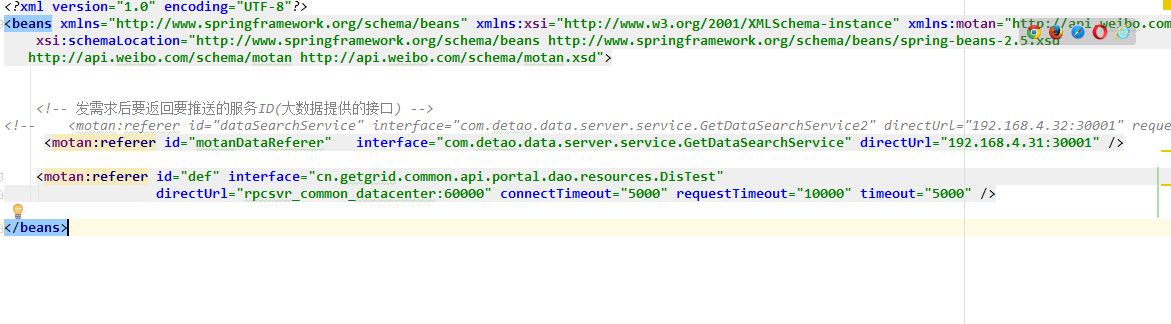 <?xml version="1.0" encoding="UTF-8"?>
<beans xmlns="http://www.springframework.org/schema/beans" xmlns:xsi="http://www.w3.org/2001/XMLSchema-instance" xmlns:motan="http://api.weibo.com
xsi:schemaLocation="http://www.springframework.org/schema/beans http://www.springframework.org/schema/beans/spring-beans-2.5.xsd
http://api.weibo.com/schema/motan http://api.weibo.com/schema/motan.xsd">
<!-- 发需求后要返回要推送的服务ID(大数据提供的接口) -->
<!-- <motan:referer id="dataSearchService" interface="com.detao.data.server.service.GetDataSearchService2" directUrl="192.168.4.32:30001" reque
<motan:referer id="motanDataReferer" interface="com.detao.data.server.service.GetDataSearchService" directUrl="192.168.4.31:30001" />
<motan:referer id="def" interface="cn.getgrid.common.api.portal.dao.resources.DisTest"
directUrl="rpcsvr_common_datacenter:60000" connectTimeout="5000" requestTimeout="10000" timeout="5000" />
</beans>